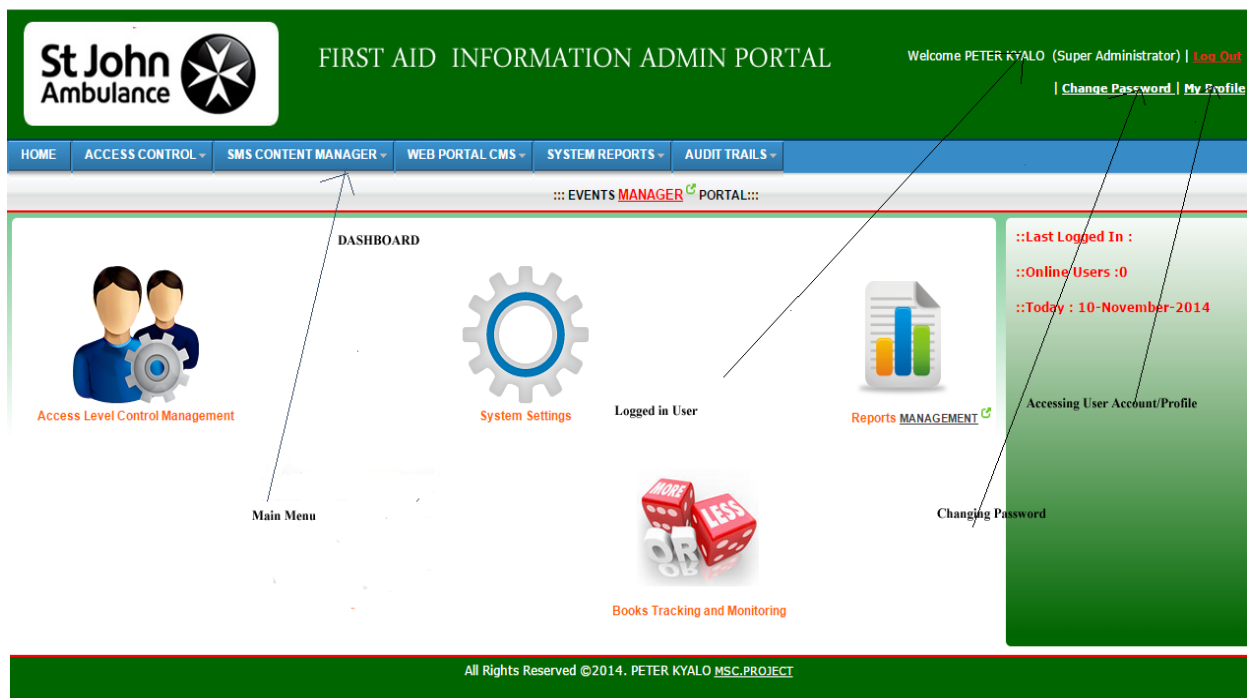 St John
Ambulance
FIRST AID INFORMATION ADMIN PORTAL
Welcome PETER KYALO (Super Administrator) | Log Out
| Change Password | My Profile
HOME ACCESS CONTROL SMS CONTENT MANAGER WEB PORTAL CMS SYSTEM REPORTS AUDIT TRAILS
::: EVENTS MANAGER PORTAL:::
DASHBOARD
::Last Logged In :
::Online Users :0
::Today : 10-November-2014
Access Level Control Management
System Settings
Logged in User
Reports MANAGEMENT
Accessing User Account/Profile
Main Menu
MORE
LESS
OR
OR
Changing Password
Books Tracking and Monitoring
All Rights Reserved ©2014. PETER KYALO MSC.PROJECT